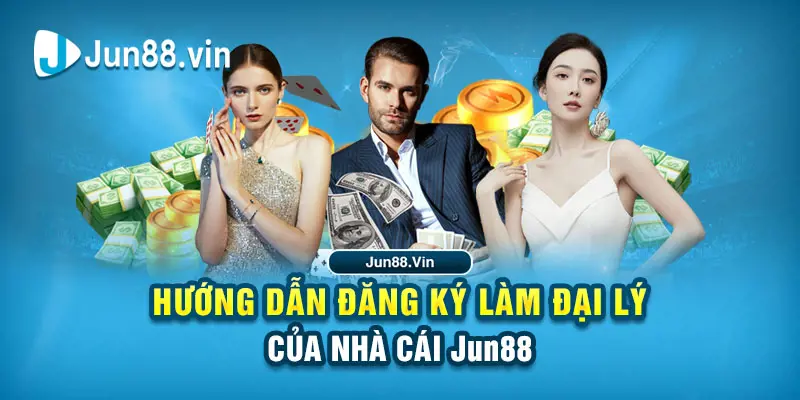 Jun88.vin
Jun88.Vin
HƯỚNG DẪN ĐĂNG KÝ LÀM ĐẠI LÝ
CỦA NHÀ CÁI Jun88